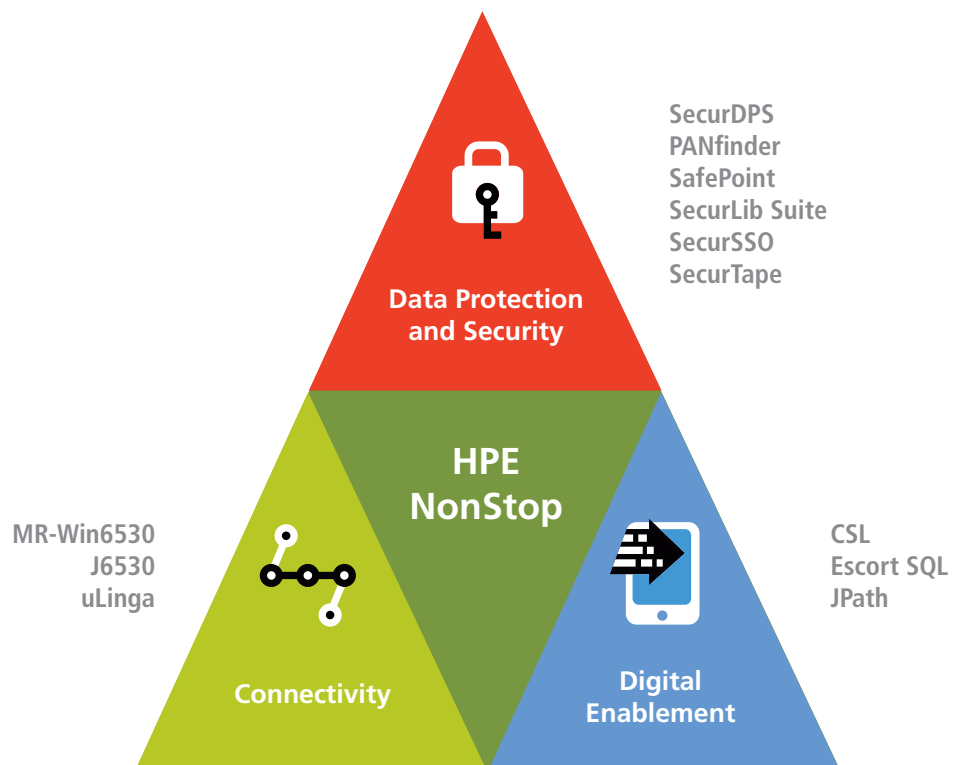 SecurDPS
PANfinder
SafePoint
SecurLib Suite
SecurSSO
SecurTape
Data Protection
and Security
HPE
NonStop
MR-Win6530
J6530
uLinga
Connectivity
CSL
Escort SQL
JPath
Digital
Enablement